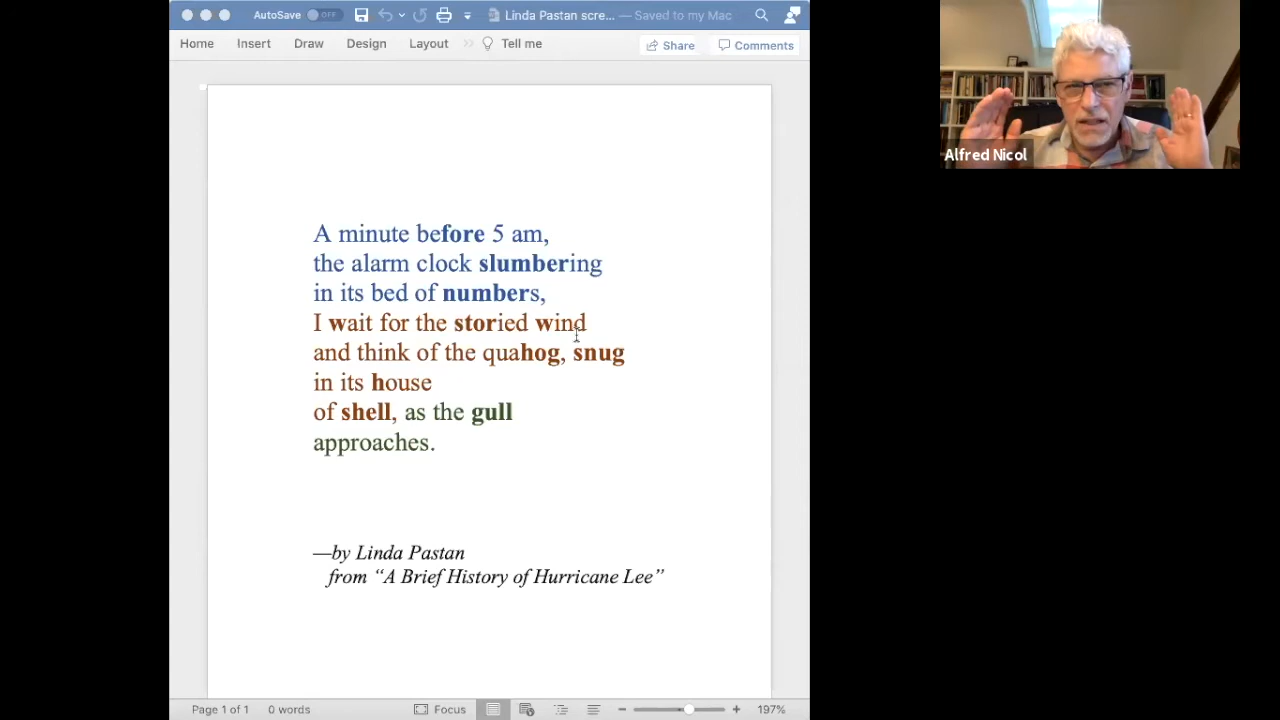 AutoSave OFF Linda Pastan scre... — Saved to my Mac
Home Insert Draw Design Layout >> Tell me Share Comments
Alfred Nicol
A minute before 5 am,
the alarm clock slumbering
in its bed of numbers,
I wait for the storied wind
and think of the quahog, snug
in its house
of shell, as the gull
approaches.
—by Linda Pastan
from “A Brief History of Hurricane Lee”
Page 1 of 1 0 words Focus 197%